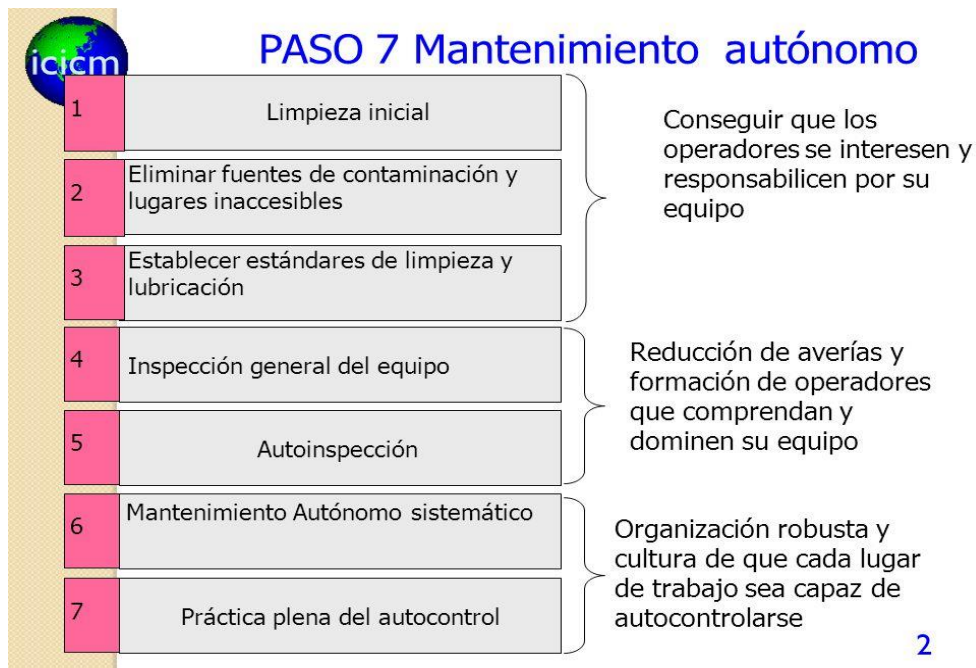 icicm
PASO 7 Mantenimiento autónomo
1
Limpieza inicial
2
Eliminar fuentes de contaminación y
lugares inaccesibles
3
Establecer estándares de limpieza y
lubricación
Conseguir que los
operadores se interesen y
responsabilicen por su
equipo
4
Inspección general del equipo
5
Autoinspección
Reducción de averías y
formación de operadores
que comprendan y
dominen su equipo
6
Mantenimiento Autónomo sistemático
7
Práctica plena del autocontrol
Organización robusta y
cultura de que cada lugar
de trabajo sea capaz de
autocontrolarse
2